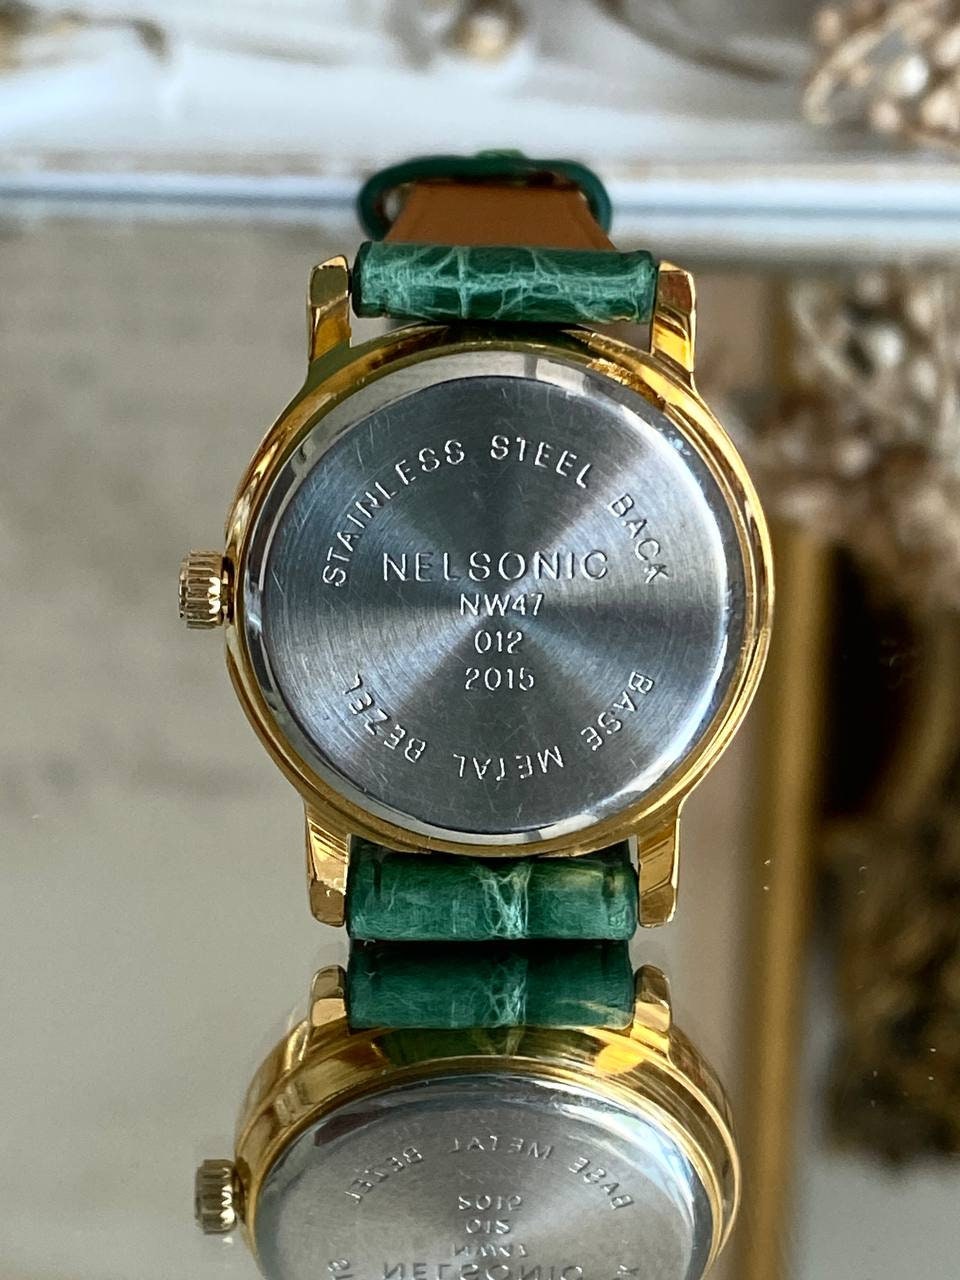 STAINLESS STEEL BACK
NELSONIC
NW47
012
2015
BASE METAL BEZEL